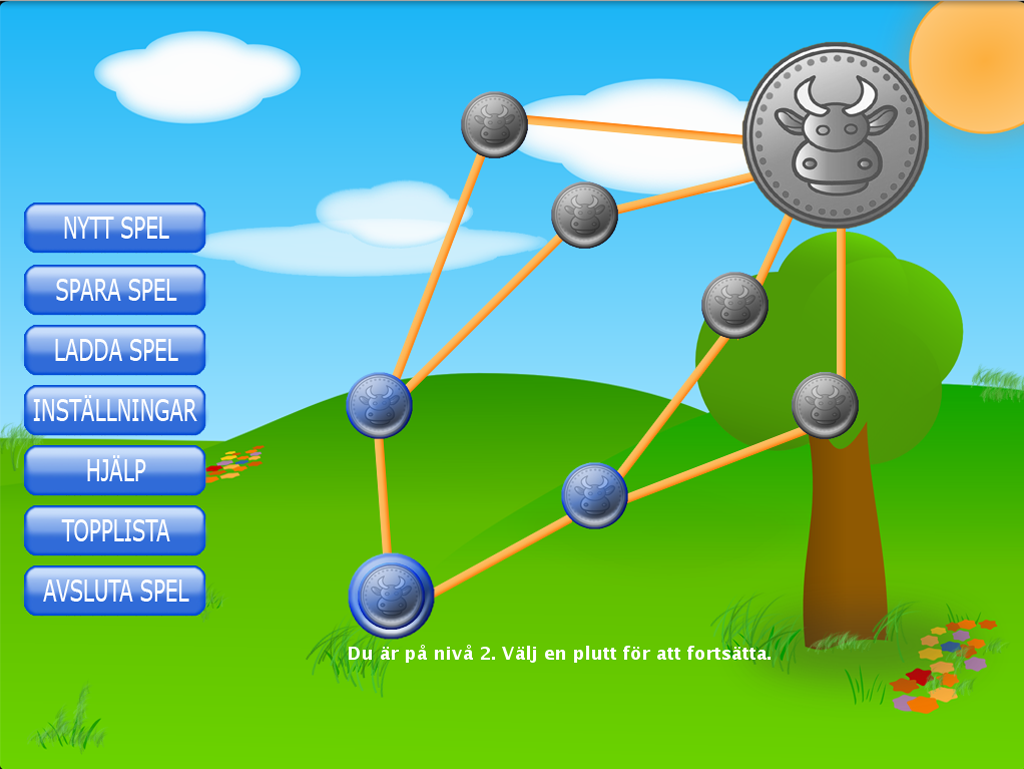 NYTT SPEL
SPARA SPEL
LADDA SPEL
INSTÄLLNINGAR
HJÄLP
TOPPLISTA
AVSLUTA SPEL
Du är på nivå 2. Välj en plutt för att fortsätta.